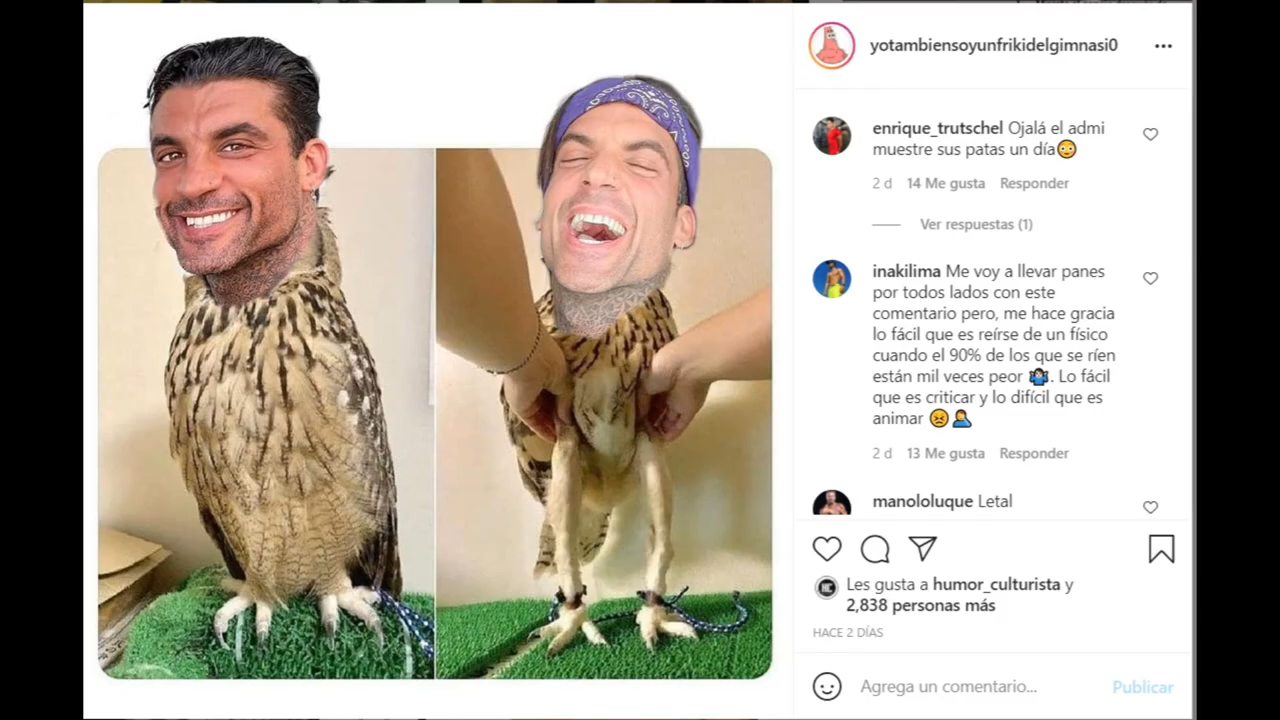 yotambiensoyunfrikidelgimnasi0
enrique_trutschel Ojalá el admi
muestre sus patas un día😳
2 d 14 Me gusta Responder
Ver respuestas (1)
inakilima Me voy a llevar panes
por todos lados con este
comentario pero, me hace gracia
lo fácil que es reírse de un físico
cuando el 90% de los que se ríen
están mil veces peor 🤷🏻‍♂️. Lo fácil
que es criticar y lo difícil que es
animar 😣🤦‍♂️
2 d 13 Me gusta Responder
manololuque Letal
Les gusta a humor_culturista y
2,838 personas más
HACE 2 DÍAS
Agrega un comentario... Publicar